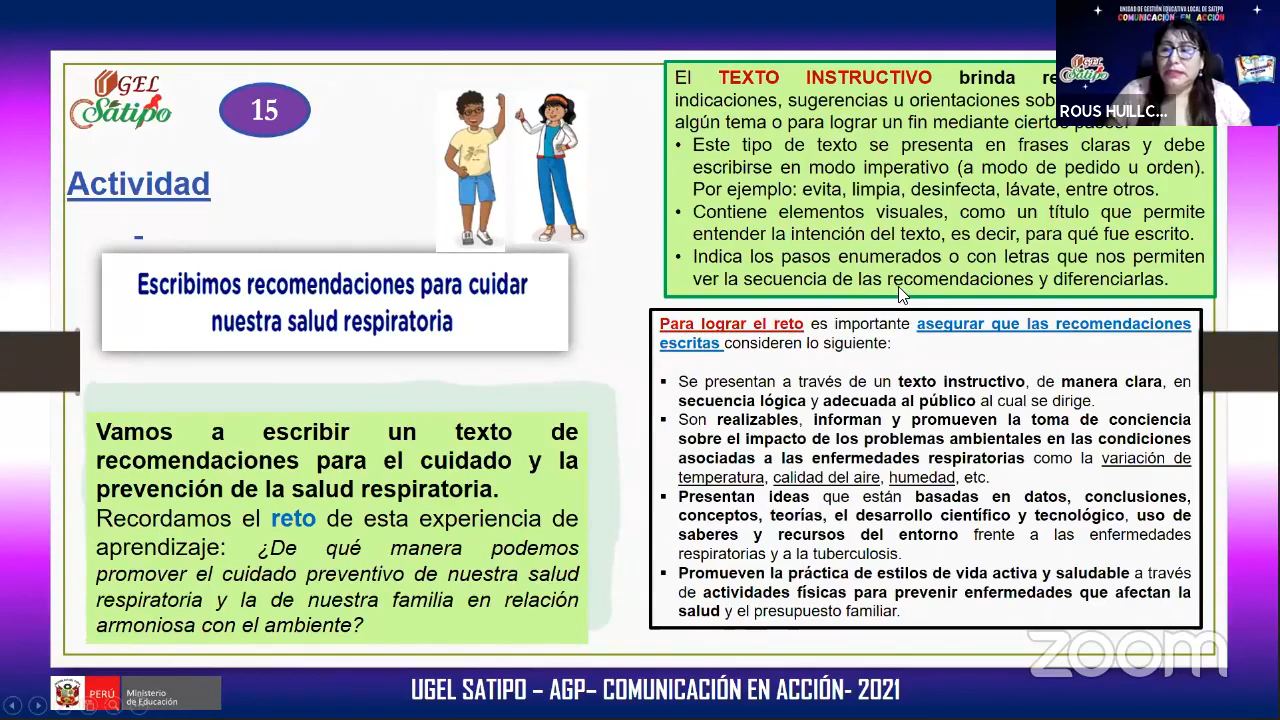 UGEL
Satipo
15
Actividad
-
Escribimos recomendaciones para cuidar
nuestra salud respiratoria
Vamos a escribir un texto de
recomendaciones para el cuidado y la
prevención de la salud respiratoria.
Recordamos el reto de esta experiencia de
aprendizaje: ¿De qué manera podemos
promover el cuidado preventivo de nuestra salud
respiratoria y la de nuestra familia en relación
armoniosa con el ambiente?
El TEXTO INSTRUCTIVO brinda
indicaciones, sugerencias u orientaciones
algún tema o para lograr un fin mediante
• Este tipo de texto se presenta en frases claras y debe
escribirse en modo imperativo (a modo de pedido u orden).
Por ejemplo: evita, limpia, desinfecta, lávate, entre otros.
• Contiene elementos visuales, como un título que permite
entender la intención del texto, es decir, para qué fue escrito.
• Indica los pasos enumerados o con letras que nos permiten
ver la secuencia de las recomendaciones y diferenciarlas.
Para lograr el reto es importante asegurar que las recomendaciones
escritas consideren lo siguiente:
▪ Se presentan a través de un texto instructivo, de manera clara, en
secuencia lógica y adecuada al público al cual se dirige.
▪ Son realizables, informan y promueven la toma de conciencia
sobre el impacto de los problemas ambientales en las condiciones
asociadas a las enfermedades respiratorias como la variación de
temperatura, calidad del aire, humedad, etc.
▪ Presentan ideas que están basadas en datos, conclusiones,
conceptos, teorías, el desarrollo científico y tecnológico, uso de
saberes y recursos del entorno frente a las enfermedades
respiratorias y a la tuberculosis.
▪ Promueven la práctica de estilos de vida activa y saludable a través
de actividades físicas para prevenir enfermedades que afectan la
salud y el presupuesto familiar.
UNIDAD DE GESTIÓN EDUCATIVA LOCAL DE SATIPO
COMUNICACIÓN EN ACCIÓN
UGEL
Satipo
ROUS HUILLC...
zoom
PERÚ
Ministerio
de Educación
UGEL SATIPO – AGP– COMUNICACIÓN EN ACCIÓN- 2021